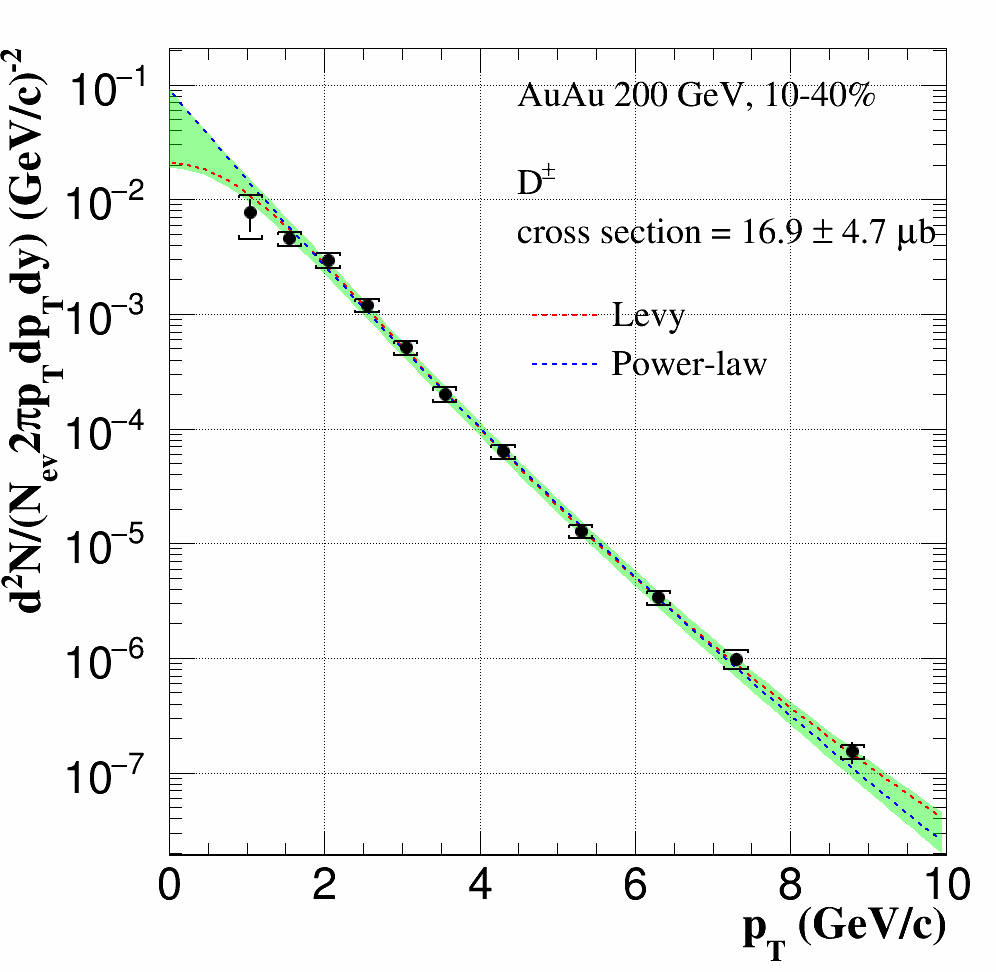 d²N/(N_ev 2πp_T dp_T dy) (GeV/c)⁻²
10⁻¹
10⁻²
10⁻³
10⁻⁴
10⁻⁵
10⁻⁶
10⁻⁷
AuAu 200 GeV, 10-40%
D±
cross section = 16.9 ± 4.7 μb
Levy
Power-law
0 2 4 6 8 10
p_T (GeV/c)